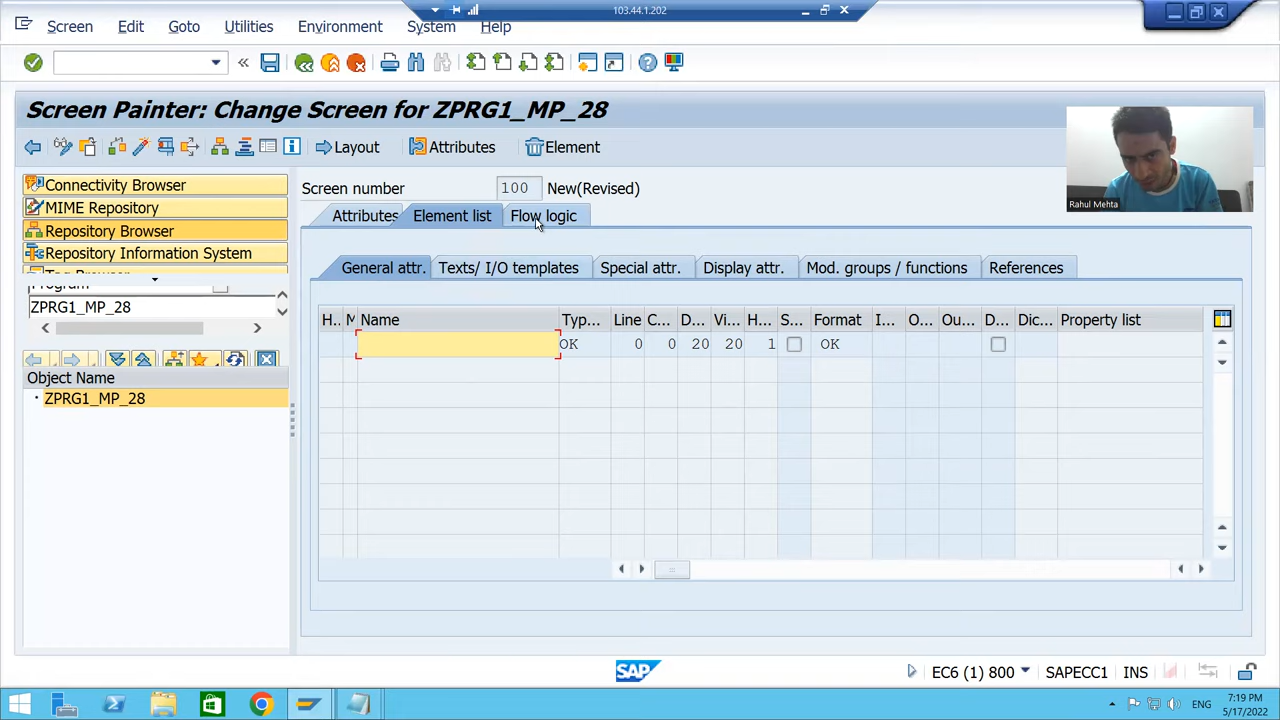 103.44.1.202
Screen Edit Goto Utilities Environment System Help
Screen Painter: Change Screen for ZPRG1_MP_28
Layout Attributes Element
Rahul Mehta
Connectivity Browser
MIME Repository
Repository Browser
Repository Information System
ZPRG1_MP_28
Object Name
ZPRG1_MP_28
Screen number 100 New(Revised)
Attributes Element list Flow logic
General attr. Texts/ I/O templates Special attr. Display attr. Mod. groups / functions References
H.. M Name Typ... Line C... D... Vi... H... S... Format I... O... Ou... D... Dic... Property list
OK 0 0 20 20 1 OK
SAP EC6 (1) 800 SAPECC1 INS
ENG 7:19 PM
5/17/2022